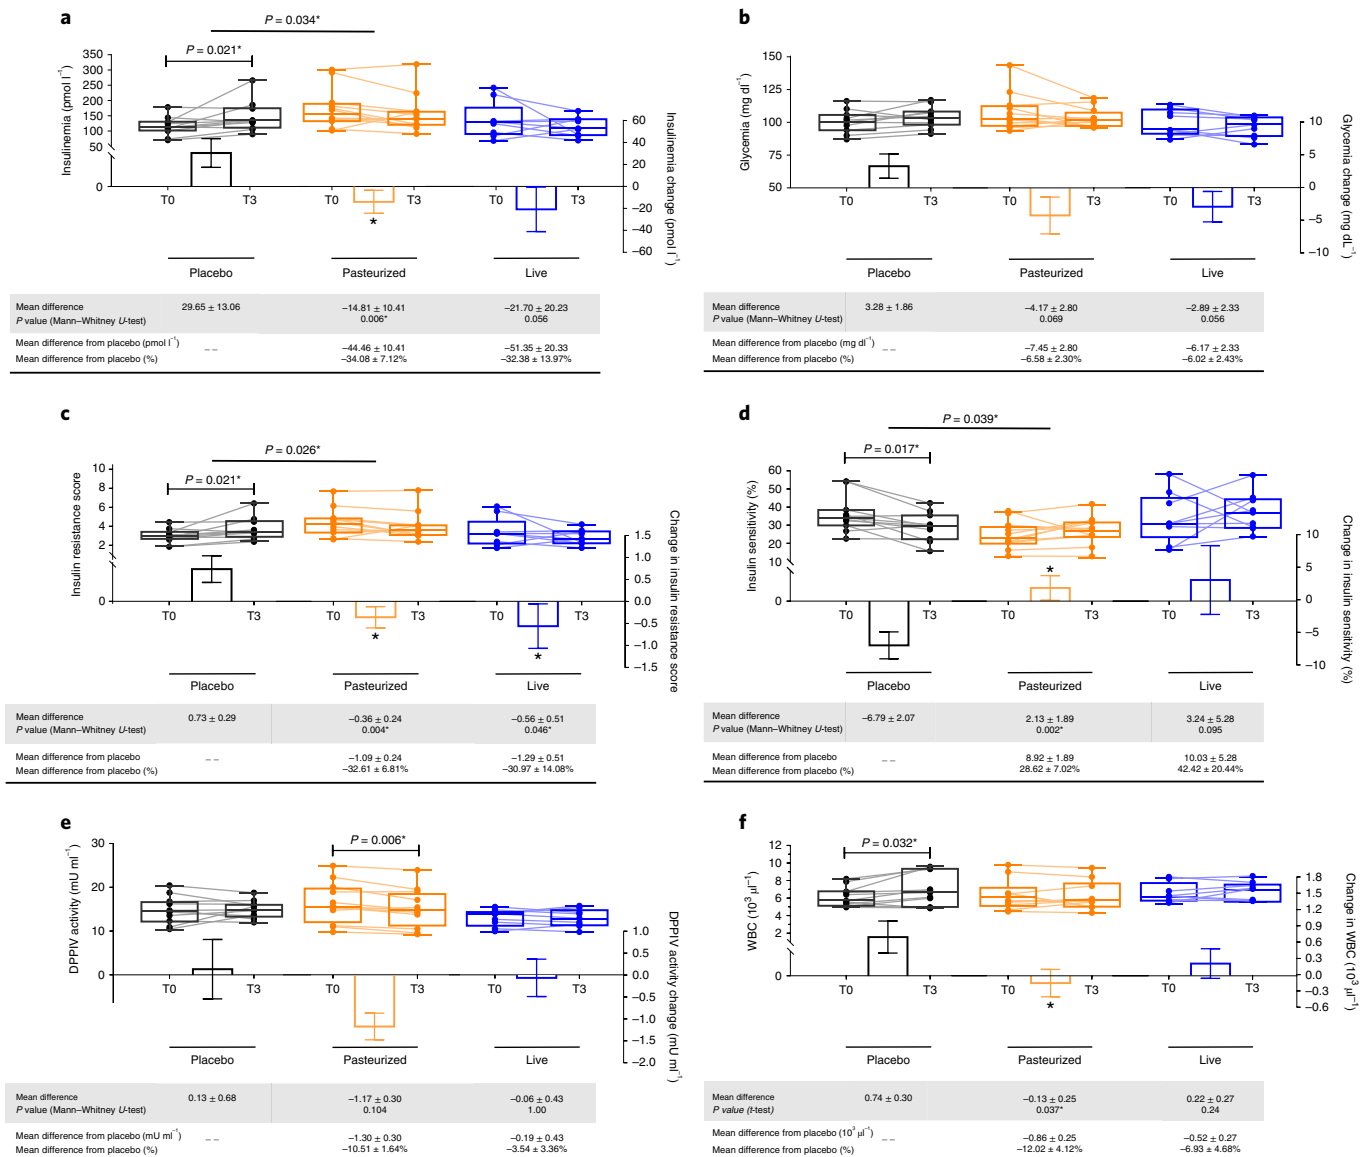 a
P = 0.034*
P = 0.021*
Insulinemia (pmol l⁻¹)
350
300
250
200
150
100
50
0
60
40
20
0
−20
−40
−60
Insulinemia change (pmol l⁻¹)
T0 T3 T0 T3 T0 T3
*
Placebo Pasteurized Live
Mean difference 29.65 ± 13.06 −14.81 ± 10.41 −21.70 ± 20.23
P value (Mann–Whitney U-test) 0.006* 0.056
Mean difference from placebo (pmol l⁻¹) −− −44.46 ± 10.41 −51.35 ± 20.33
Mean difference from placebo (%) −34.08 ± 7.12% −32.38 ± 13.97%
b
Glycemia (mg dl⁻¹)
150
125
100
75
50
10
5
0
−5
−10
Glycemia change (mg dL⁻¹)
T0 T3 T0 T3 T0 T3
Placebo Pasteurized Live
Mean difference 3.28 ± 1.86 −4.17 ± 2.80 −2.89 ± 2.33
P value (Mann–Whitney U-test) 0.069 0.056
Mean difference from placebo (mg dl⁻¹) −− −7.45 ± 2.80 −6.17 ± 2.33
Mean difference from placebo (%) −6.58 ± 2.30% −6.02 ± 2.43%
c
P = 0.026*
P = 0.021*
Insulin resistance score
10
8
6
4
2
0
1.5
1.0
0.5
0.0
−0.5
−1.0
−1.5
Change in insulin resistance score
T0 T3 T0 T3 T0 T3
* *
Placebo Pasteurized Live
Mean difference 0.73 ± 0.29 −0.36 ± 0.24 −0.56 ± 0.51
P value (Mann–Whitney U-test) 0.004* 0.046*
Mean difference from placebo −− −1.09 ± 0.24 −1.29 ± 0.51
Mean difference from placebo (%) −32.61 ± 6.81% −30.97 ± 14.08%
d
P = 0.039*
P = 0.017*
Insulin sensitivity (%)
60
50
40
30
20
10
0
10
5
0
−5
−10
Change in insulin sensitivity (%)
*
T0 T3 T0 T3 T0 T3
Placebo Pasteurized Live
Mean difference −6.79 ± 2.07 2.13 ± 1.89 3.24 ± 5.28
P value (Mann–Whitney U-test) 0.002* 0.095
Mean difference from placebo −− 8.92 ± 1.89 10.03 ± 5.28
Mean difference from placebo (%) 28.62 ± 7.02% 42.42 ± 20.44%
e
P = 0.006*
DPPIV activity (mU ml⁻¹)
30
20
10
0
1.0
0.5
0.0
−0.5
−1.0
−1.5
−2.0
DPPIV activity change (mU ml⁻¹)
T0 T3 T0 T3 T0 T3
Placebo Pasteurized Live
Mean difference 0.13 ± 0.68 −1.17 ± 0.30 −0.06 ± 0.43
P value (Mann–Whitney U-test) 0.104 1.00
Mean difference from placebo (mU ml⁻¹) −− −1.30 ± 0.30 −0.19 ± 0.43
Mean difference from placebo (%) −10.51 ± 1.64% −3.54 ± 3.36%
f
P = 0.032*
WBC (10³ µl⁻¹)
12
10
8
6
4
2
0
1.8
1.5
1.2
0.9
0.6
0.3
0.0
−0.3
−0.6
Change in WBC (10³ µl⁻¹)
T0 T3 T0 T3 T0 T3
*
Placebo Pasteurized Live
Mean difference 0.74 ± 0.30 −0.13 ± 0.25 0.22 ± 0.27
P value (t-test) 0.037* 0.24
Mean difference from placebo (10³ µl⁻¹) −− −0.86 ± 0.25 −0.52 ± 0.27
Mean difference from placebo (%) −12.02 ± 4.12% −6.93 ± 4.68%